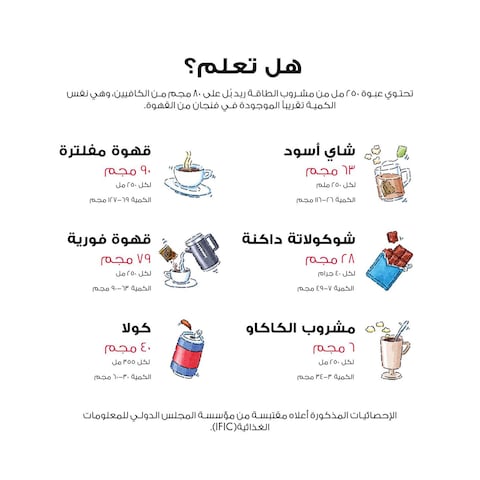 هل تعلم؟
تحتوي عبوة ٢٥٠ مل من مشروب الطاقة ريد بُل على ٨٠ مجم من الكافيين، وهي نفس
الكمية تقريباً الموجودة في فنجان من القهوة.
شاي أسود
٦٣ مجم
لكل ٢٥٠ ملم
الكمية ٢٦-١٦١ مجم
قهوة مفلترة
٩٠ مجم
لكل ٢٥٠ مل
الكمية ٦٩-١٢٧ مجم
شوكولاتة داكنة
٢٨ مجم
لكل ٤٠ جرام
الكمية ٧-٤٩ مجم
قهوة فورية
٧٩ مجم
لكل ٢٥٠ مل
الكمية ٦٣-٩٠ مجم
مشروب الكاكاو
٦ مجم
لكل ٢٥٠ مل
الكمية ٣-٣٤ مجم
كولا
٤٠ مجم
لكل ٣٥٥ مل
الكمية ٣٠-٦٠ مجم
الإحصائيات المذكورة أعلاه مقتبسة من مؤسسة المجلس الدولي للمعلومات
الغذائية(IFIC).